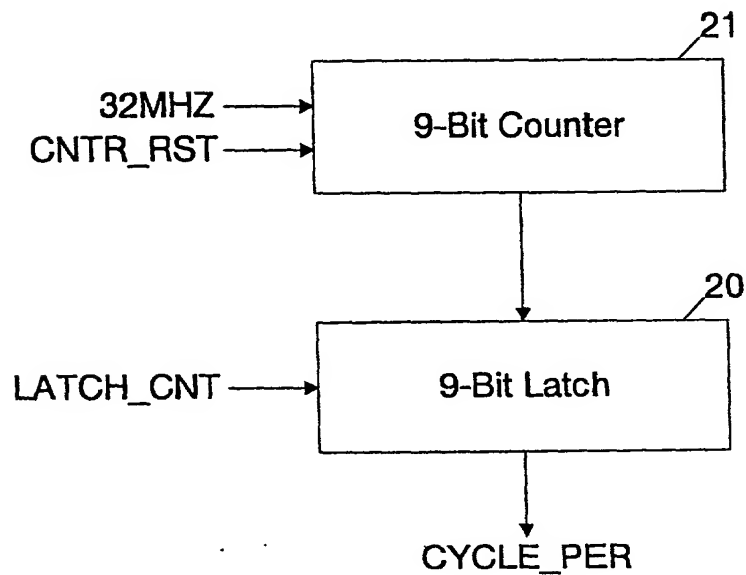 21
32MHZ
9-Bit Counter
CNTR_RST
20
LATCH_CNT
9-Bit Latch
CYCLE_PER